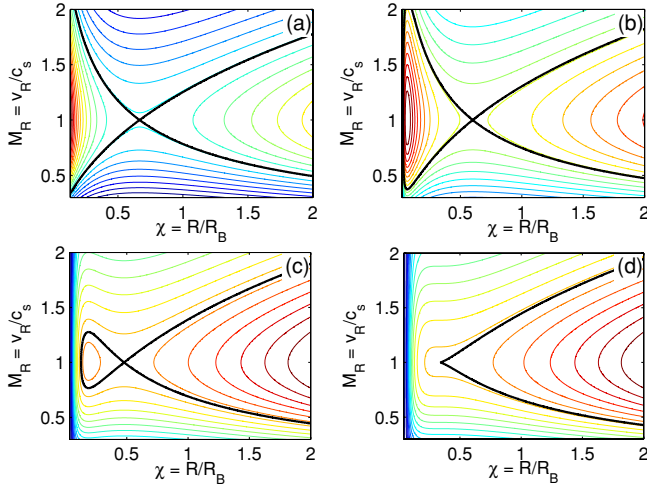 (a)
2
1.5
1
0.5
M_R = v_R/c_s
0.5
1
1.5
2
χ = R/R_B
(b)
2
1.5
1
0.5
M_R = v_R/c_s
0.5
1
1.5
2
χ = R/R_B
(c)
2
1.5
1
0.5
M_R = v_R/c_s
0.5
1
1.5
2
χ = R/R_B
(d)
2
1.5
1
0.5
M_R = v_R/c_s
0.5
1
1.5
2
χ = R/R_B